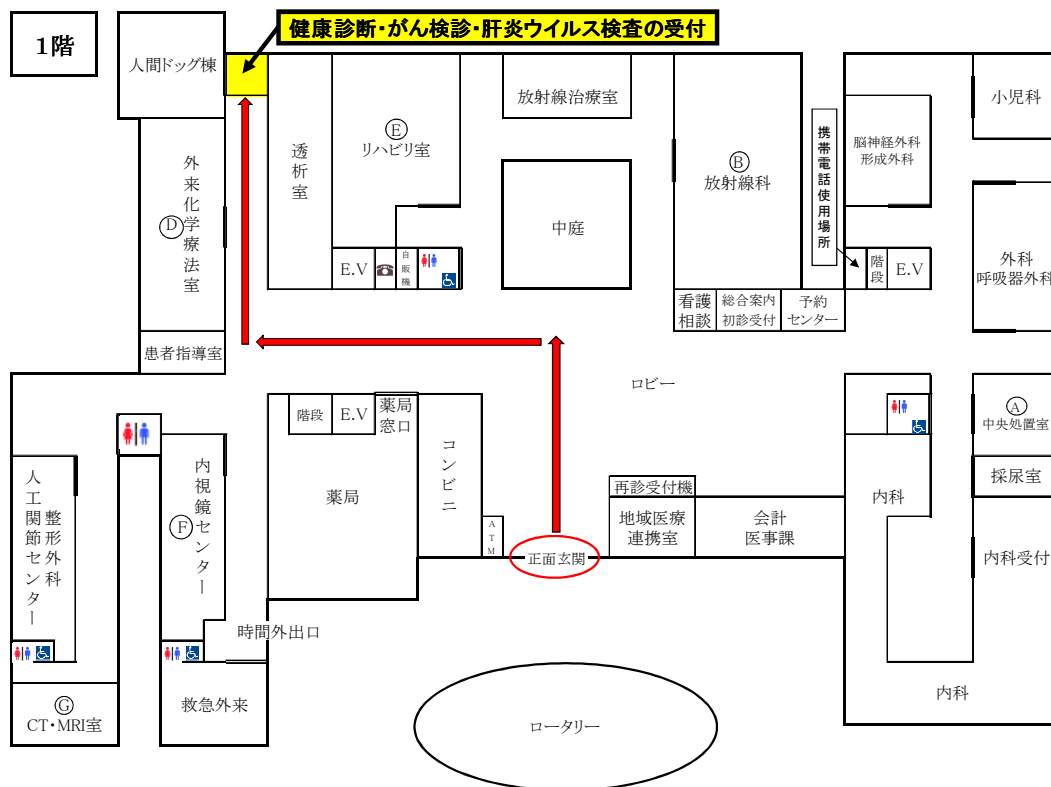 1階
健康診断・がん検診・肝炎ウイルス検査の受付
人間ドッグ棟
放射線治療室
小児科
Ⓔ
リハビリ室
透析室
Ⓑ
放射線科
携帯電話使用場所
脳神経外科
形成外科
外来化学療法室
Ⓓ
中庭
E.V
自販機
階段
E.V
外科
呼吸器外科
看護
相談
総合案内
初診受付
予約
センター
患者指導室
ロビー
階段
E.V
薬局
窓口
コンビニ
Ⓐ
中央処置室
採尿室
人工関節センター
整形外科
内視鏡センター
Ⓕ
薬局
ATM
再診受付機
地域医療
連携室
会計
医事課
内科
内科受付
正面玄関
時間外出口
救急外来
Ⓖ
CT・MRI室
ロータリー
内科